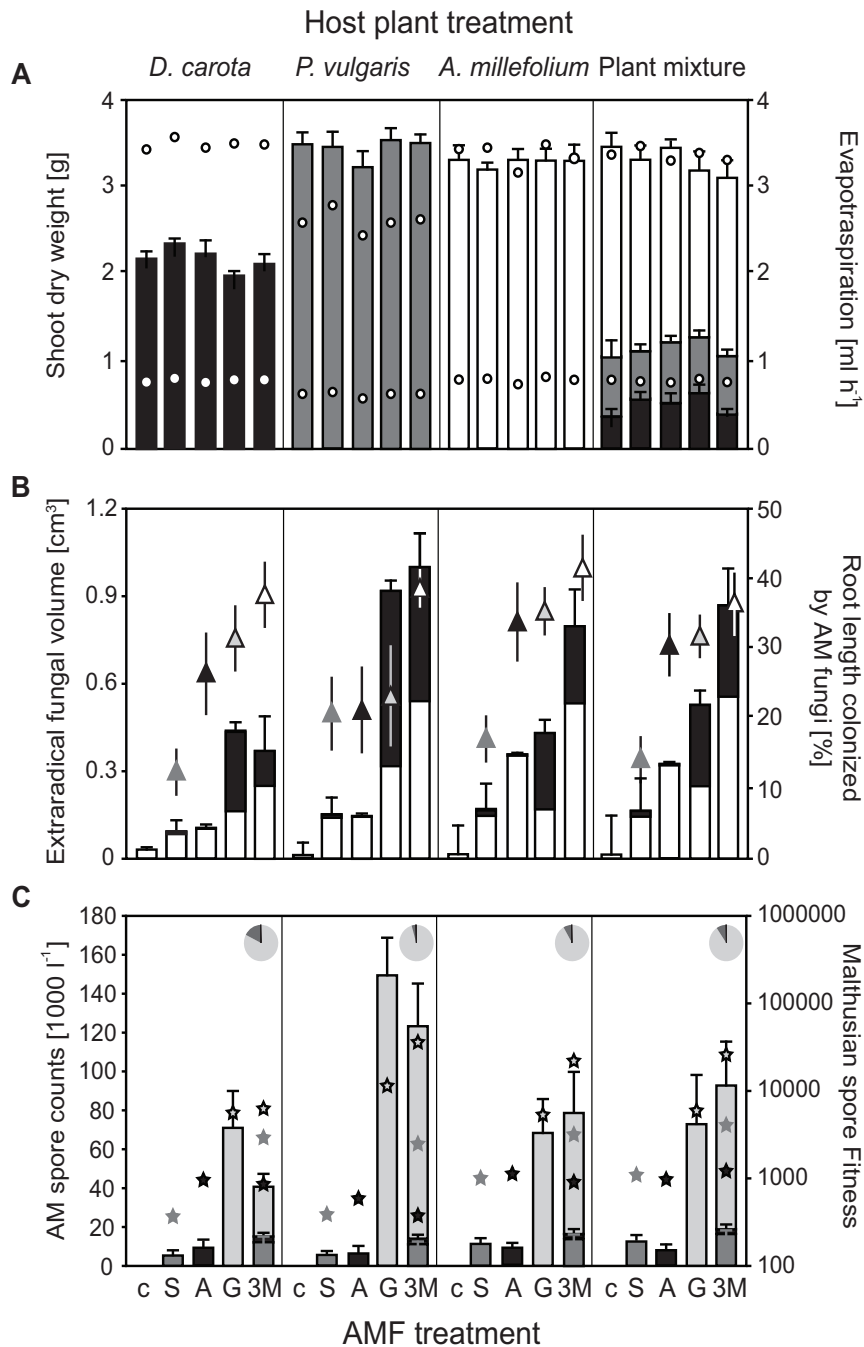 Host plant treatment
D. carota P. vulgaris A. millefolium Plant mixture
A
4
3
2
1
0
Shoot dry weight [g]
4
3
2
1
0
Evapotraspiration [ml h⁻¹]
B
1.2
0.9
0.6
0.3
0
Extraradical fungal volume [cm³]
50
40
30
20
10
0
Root length colonized
by AM fungi [%]
C
180
160
140
120
100
80
60
40
20
0
AM spore counts [1000 l⁻¹]
1000000
100000
10000
1000
100
Malthusian spore Fitness
c S A G 3M c S A G 3M c S A G 3M c S A G 3M
AMF treatment